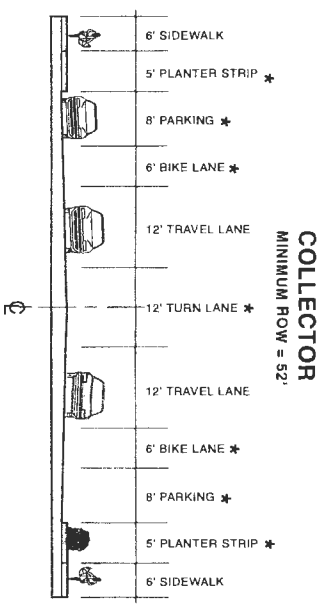 6' SIDEWALK
5' PLANTER STRIP *
8' PARKING *
6' BIKE LANE *
12' TRAVEL LANE
12' TURN LANE *
12' TRAVEL LANE
6' BIKE LANE *
8' PARKING *
5' PLANTER STRIP *
6' SIDEWALK
COLLECTOR
MINIMUM ROW = 52'
CL